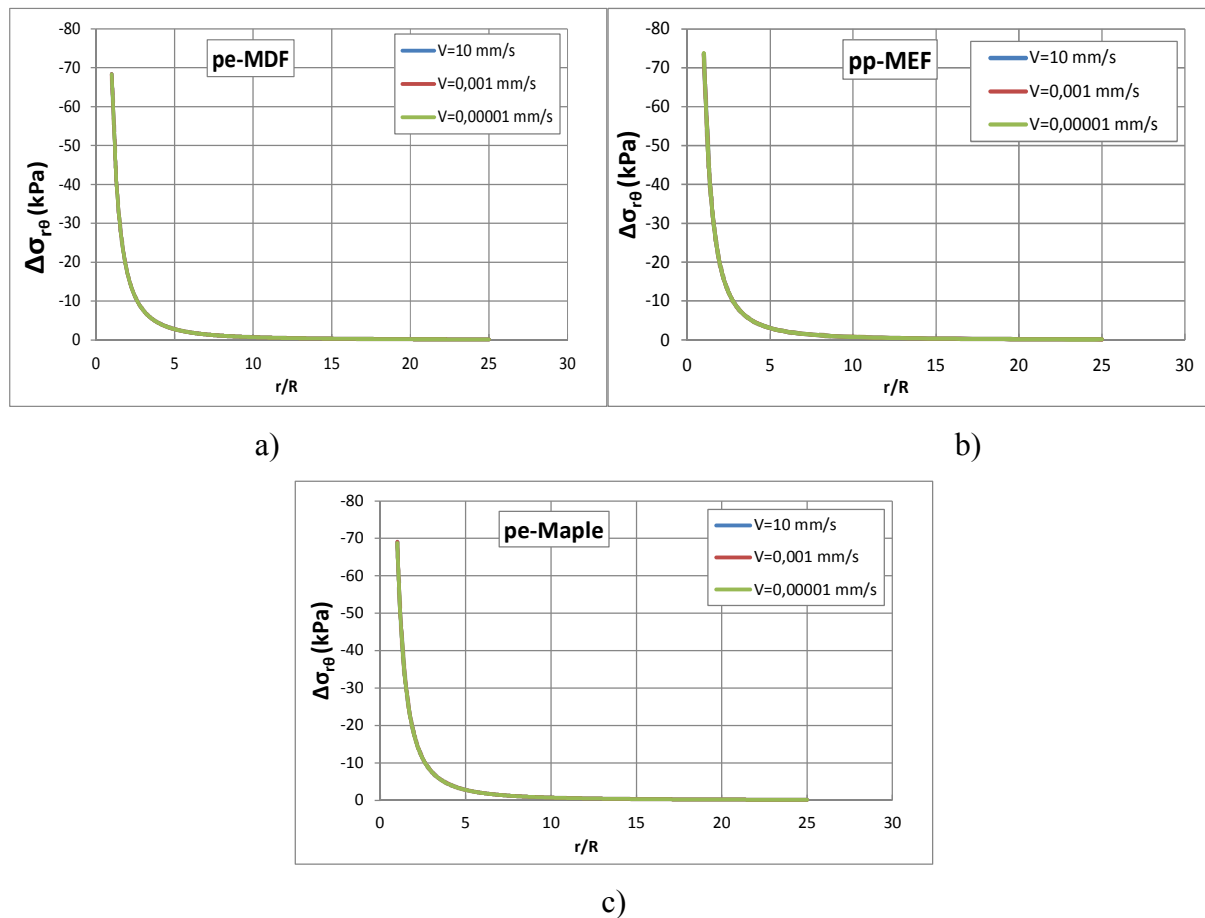 pe-MDF
V=10 mm/s
V=0,001 mm/s
V=0,00001 mm/s
Δσrθ (kPa)
-80
-70
-60
-50
-40
-30
-20
-10
0
0 5 10 15 20 25 30
r/R
a)
pp-MEF
V=10 mm/s
V=0,001 mm/s
V=0,00001 mm/s
Δσrθ (kPa)
-80
-70
-60
-50
-40
-30
-20
-10
0
0 5 10 15 20 25 30
r/R
b)
pe-Maple
V=10 mm/s
V=0,001 mm/s
V=0,00001 mm/s
Δσrθ (kPa)
-80
-70
-60
-50
-40
-30
-20
-10
0
0 5 10 15 20 25 30
r/R
c)